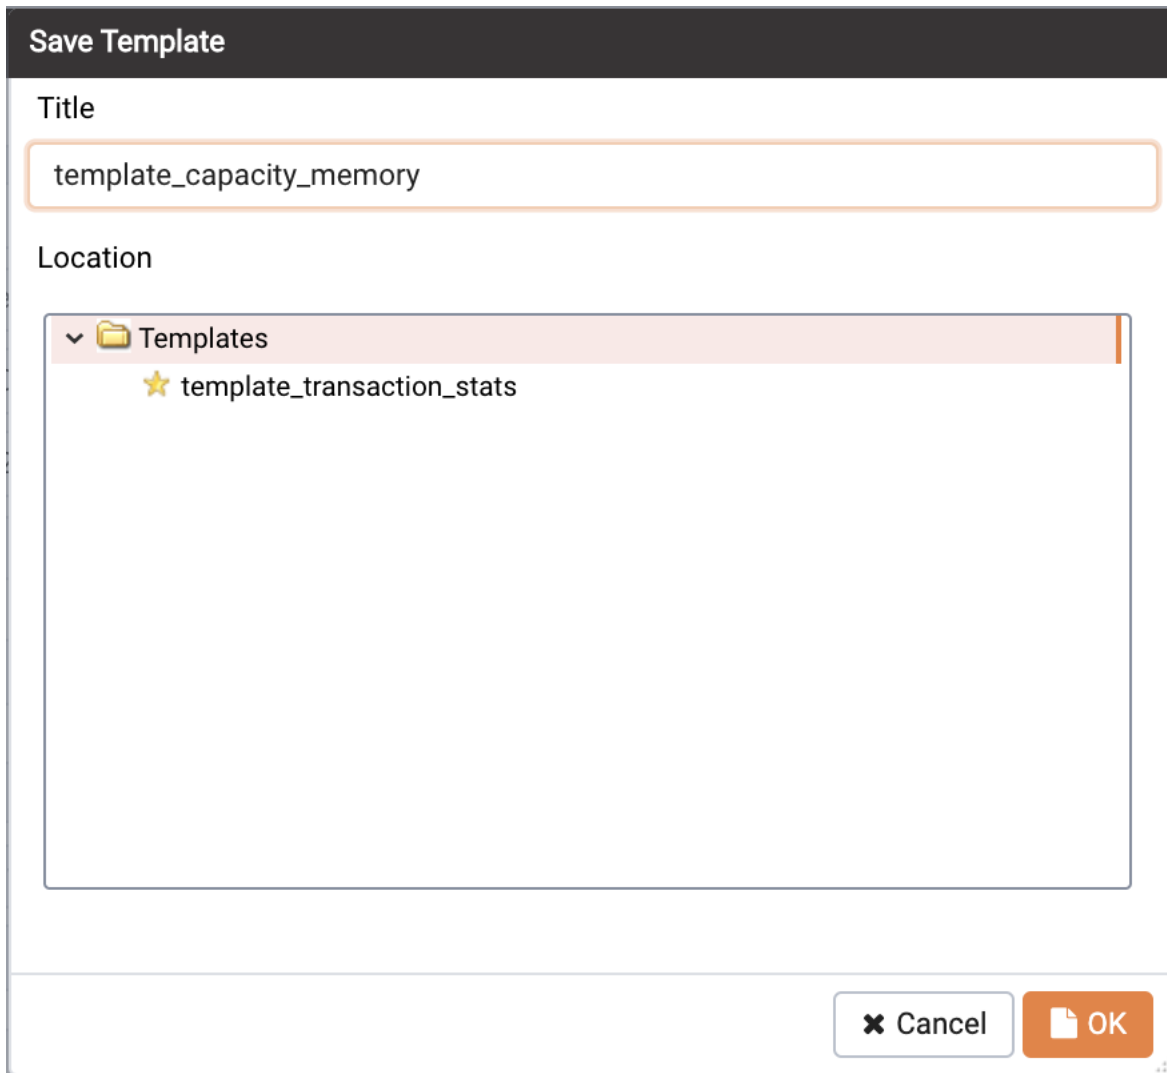 Save Template
Title
template_capacity_memory
Location
Templates
template_transaction_stats
Cancel OK